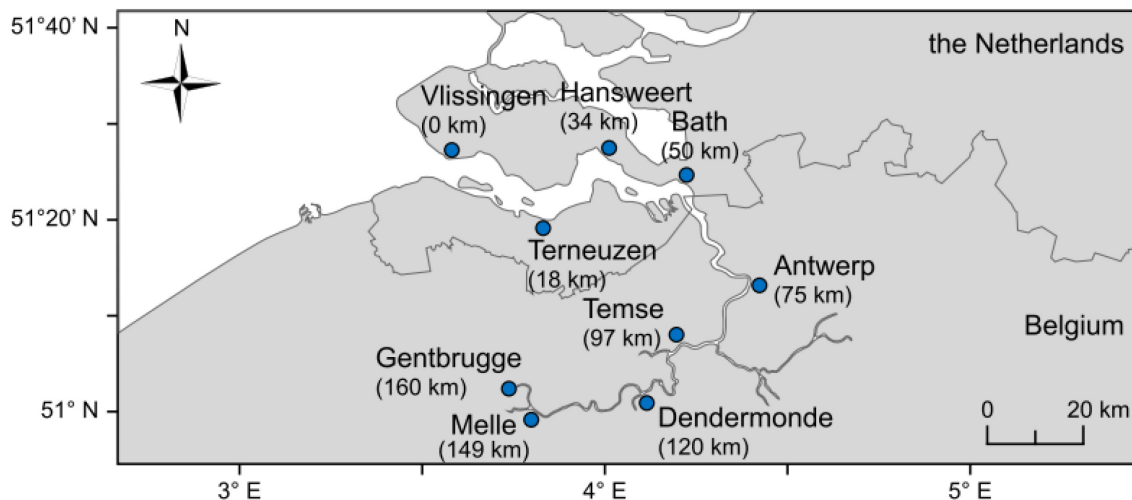 51°40' N
N
the Netherlands
Vlissingen
(0 km)
Hansweert
(34 km)
Bath
(50 km)
51°20' N
Terneuzen
(18 km)
Antwerp
(75 km)
Temse
(97 km)
Belgium
Gentbrugge
(160 km)
51° N
Melle
(149 km)
Dendermonde
(120 km)
0 20 km
3° E 4° E 5° E